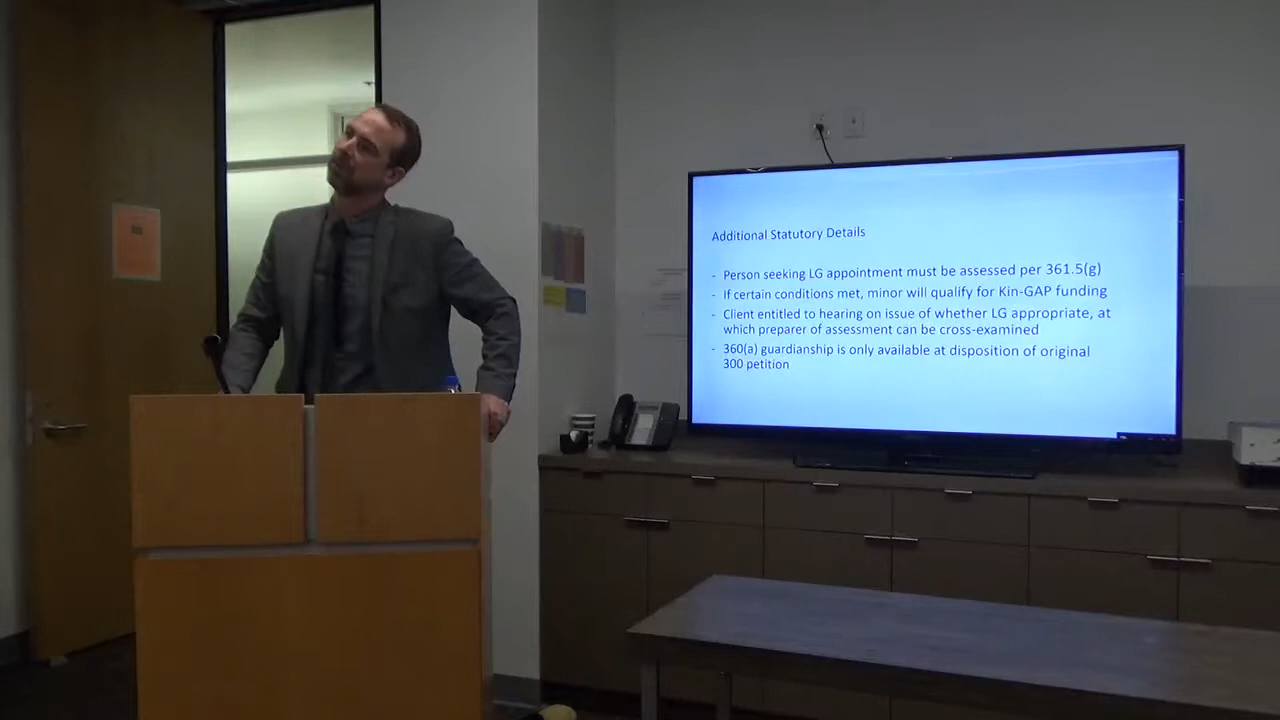 Additional Statutory Details
- Person seeking LG appointment must be assessed per 361.5(g)
- If certain conditions met, minor will qualify for Kin-GAP funding
- Client entitled to hearing on issue of whether LG appropriate, at
which preparer of assessment can be cross-examined
- 360(a) guardianship is only available at disposition of original
300 petition